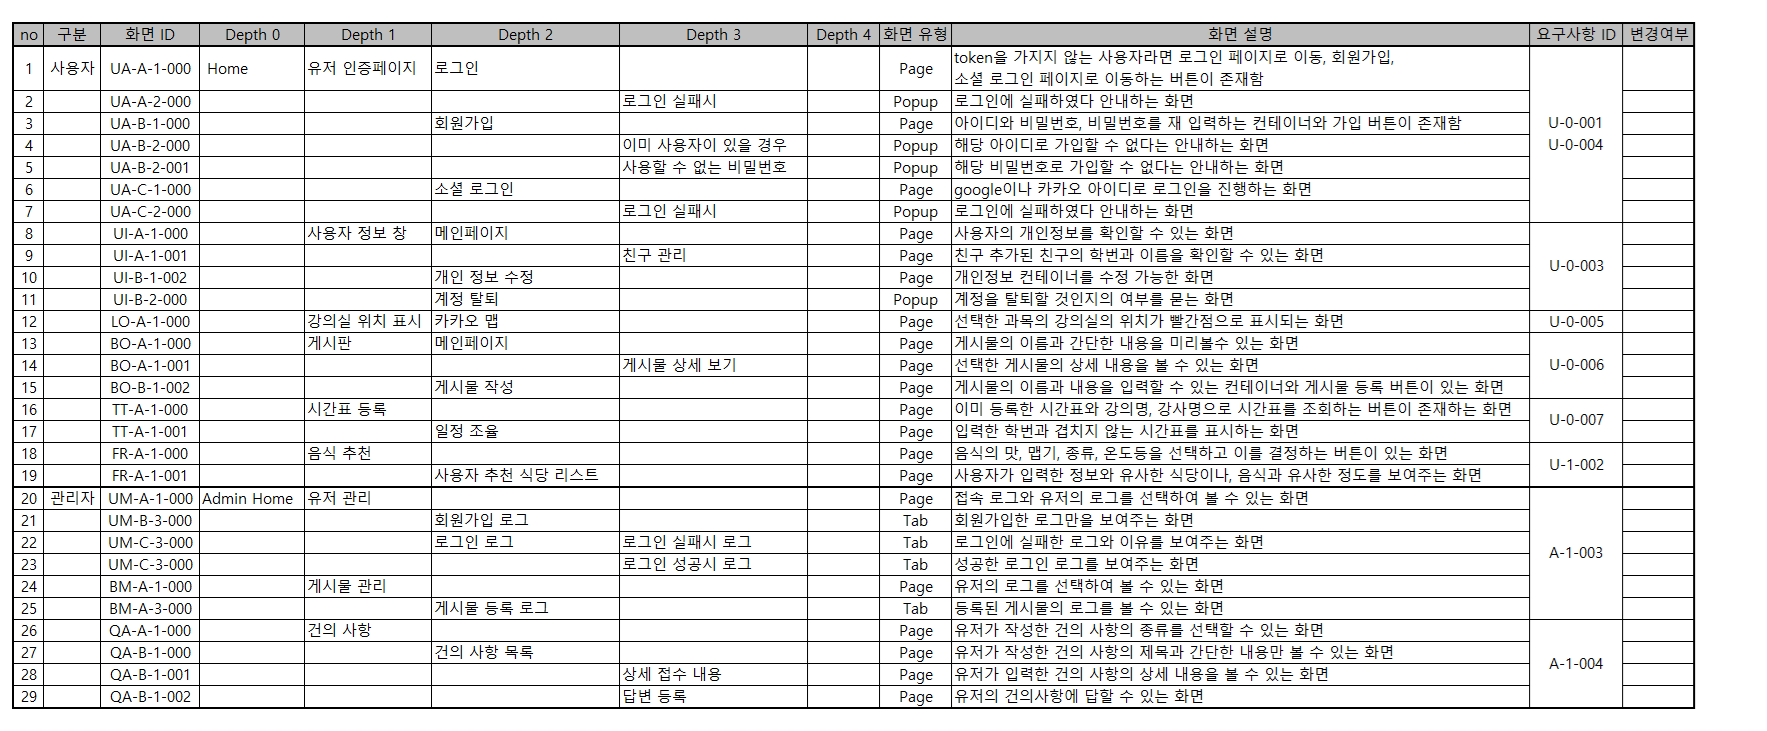 no 구분 화면 ID Depth 0 Depth 1 Depth 2 Depth 3 Depth 4 화면 유형 화면 설명 요구사항 ID 변경여부
1 사용자 UA-A-1-000 Home 유저 인증페이지 로그인 Page token을 가지지 않는 사용자라면 로그인 페이지로 이동, 회원가입,
소셜 로그인 페이지로 이동하는 버튼이 존재함
2 UA-A-2-000 로그인 실패시 Popup 로그인에 실패하였다 안내하는 화면
3 UA-B-1-000 회원가입 Page 아이디와 비밀번호, 비밀번호를 재 입력하는 컨테이너와 가입 버튼이 존재함 U-0-001
4 UA-B-2-000 이미 사용자이 있을 경우 Popup 해당 아이디로 가입할 수 없다는 안내하는 화면 U-0-004
5 UA-B-2-001 사용할 수 없는 비밀번호 Popup 해당 비밀번호로 가입할 수 없다는 안내하는 화면
6 UA-C-1-000 소셜 로그인 Page google이나 카카오 아이디로 로그인을 진행하는 화면
7 UA-C-2-000 로그인 실패시 Popup 로그인에 실패하였다 안내하는 화면
8 UI-A-1-000 사용자 정보 창 메인페이지 Page 사용자의 개인정보를 확인할 수 있는 화면
9 UI-A-1-001 친구 관리 Page 친구 추가된 친구의 학번과 이름을 확인할 수 있는 화면
U-0-003
10 UI-B-1-002 개인 정보 수정 Page 개인정보 컨테이너를 수정 가능한 화면
11 UI-B-2-000 계정 탈퇴 Popup 계정을 탈퇴할 것인지의 여부를 묻는 화면
12 LO-A-1-000 강의실 위치 표시 카카오 맵 Page 선택한 과목의 강의실의 위치가 빨간점으로 표시되는 화면 U-0-005
13 BO-A-1-000 게시판 메인페이지 Page 게시물의 이름과 간단한 내용을 미리볼수 있는 화면
14 BO-A-1-001 게시물 상세 보기 Page 선택한 게시물의 상세 내용을 볼 수 있는 화면 U-0-006
15 BO-B-1-002 게시물 작성 Page 게시물의 이름과 내용을 입력할 수 있는 컨테이너와 게시물 등록 버튼이 있는 화면
16 TT-A-1-000 시간표 등록 Page 이미 등록한 시간표와 강의명, 강사명으로 시간표를 조회하는 버튼이 존재하는 화면
U-0-007
17 TT-A-1-001 일정 조율 Page 입력한 학번과 겹치지 않는 시간표를 표시하는 화면
18 FR-A-1-000 음식 추천 Page 음식의 맛, 맵기, 종류, 온도등을 선택하고 이를 결정하는 버튼이 있는 화면
U-1-002
19 FR-A-1-001 사용자 추천 식당 리스트 Page 사용자가 입력한 정보와 유사한 식당이나, 음식과 유사한 정도를 보여주는 화면
20 관리자 UM-A-1-000 Admin Home 유저 관리 Page 접속 로그와 유저의 로그를 선택하여 볼 수 있는 화면
21 UM-B-3-000 회원가입 로그 Tab 회원가입한 로그만을 보여주는 화면
22 UM-C-3-000 로그인 로그 로그인 실패시 로그 Tab 로그인에 실패한 로그와 이유를 보여주는 화면
A-1-003
23 UM-C-3-000 로그인 성공시 로그 Tab 성공한 로그인 로그를 보여주는 화면
24 BM-A-1-000 게시물 관리 Page 유저의 로그를 선택하여 볼 수 있는 화면
25 BM-A-3-000 게시물 등록 로그 Tab 등록된 게시물의 로그를 볼 수 있는 화면
26 QA-A-1-000 건의 사항 Page 유저가 작성한 건의 사항의 종류를 선택할 수 있는 화면
27 QA-B-1-000 건의 사항 목록 Page 유저가 작성한 건의 사항의 제목과 간단한 내용만 볼 수 있는 화면
A-1-004
28 QA-B-1-001 상세 접수 내용 Page 유저가 입력한 건의 사항의 상세 내용을 볼 수 있는 화면
29 QA-B-1-002 답변 등록 Page 유저의 건의사항에 답할 수 있는 화면